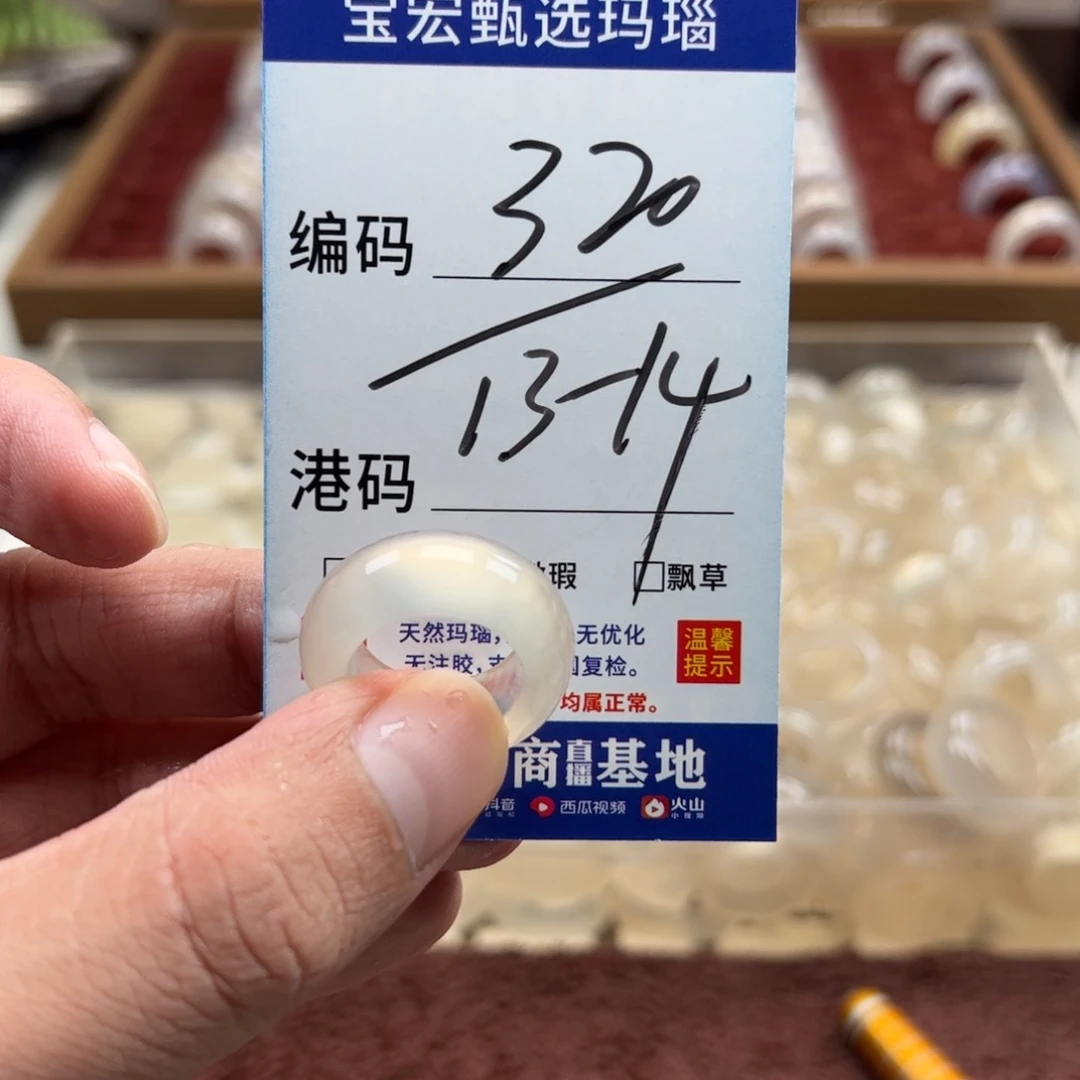 宝宏甄选玛瑙
编码 320
13-14
港码
瑕 飘草
天然玛瑙, 无优化
无注胶, 复检。
温馨
提示
均属正常。
商直播基地
抖音 西瓜视频 火山